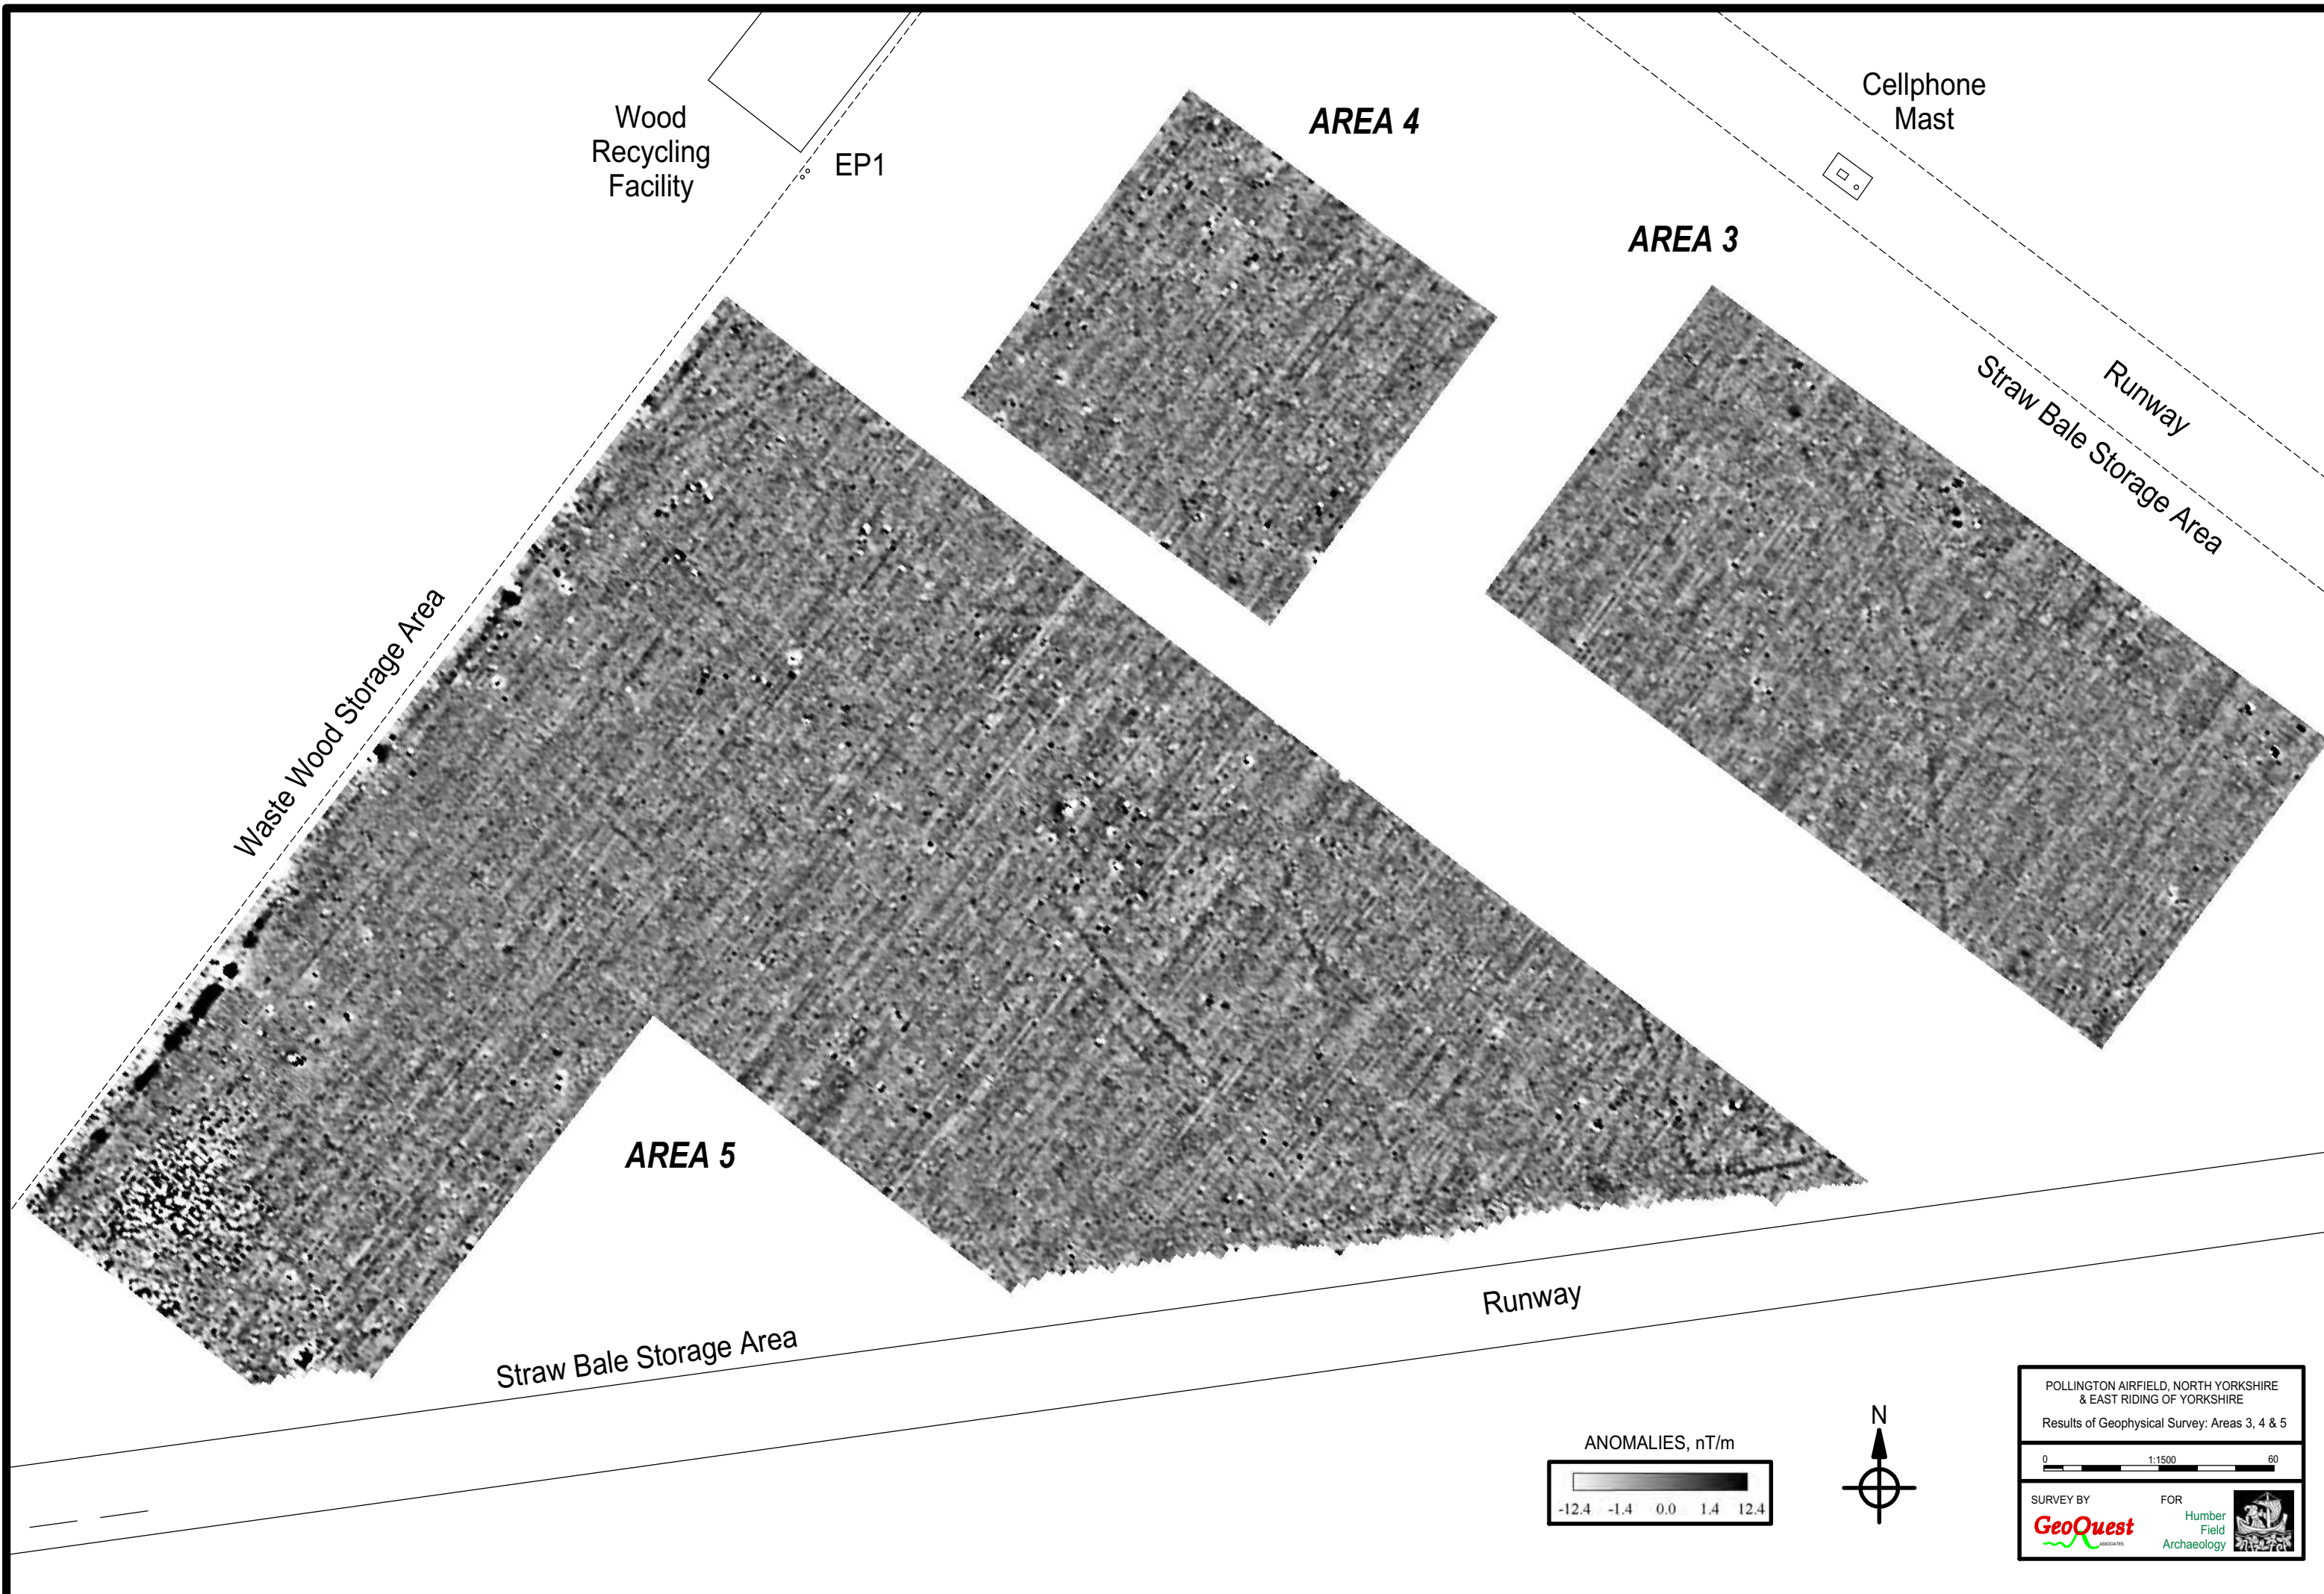 Wood
Recycling
Facility
EP1
AREA 4
Cellphone
Mast
AREA 3
Runway
Straw Bale Storage Area
Waste Wood Storage Area
AREA 5
Straw Bale Storage Area
Runway
ANOMALIES, nT/m
-12.4 -1.4 0.0 1.4 12.4
N
POLLINGTON AIRFIELD, NORTH YORKSHIRE
& EAST RIDING OF YORKSHIRE
Results of Geophysical Survey: Areas 3, 4 & 5
0 1:1500 60
SURVEY BY
GeoQuest
ASSOCIATES
FOR
Humber
Field
Archaeology